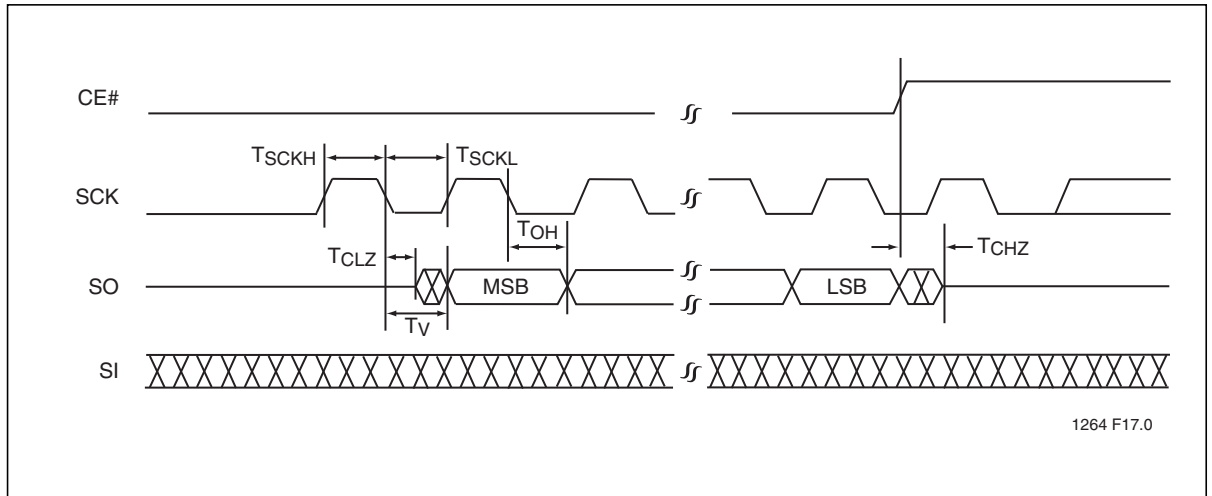 CE#
TSCKH
TSCKL
SCK
TOH
TCLZ
TCHZ
SO
MSB
LSB
TV
SI
1264 F17.0